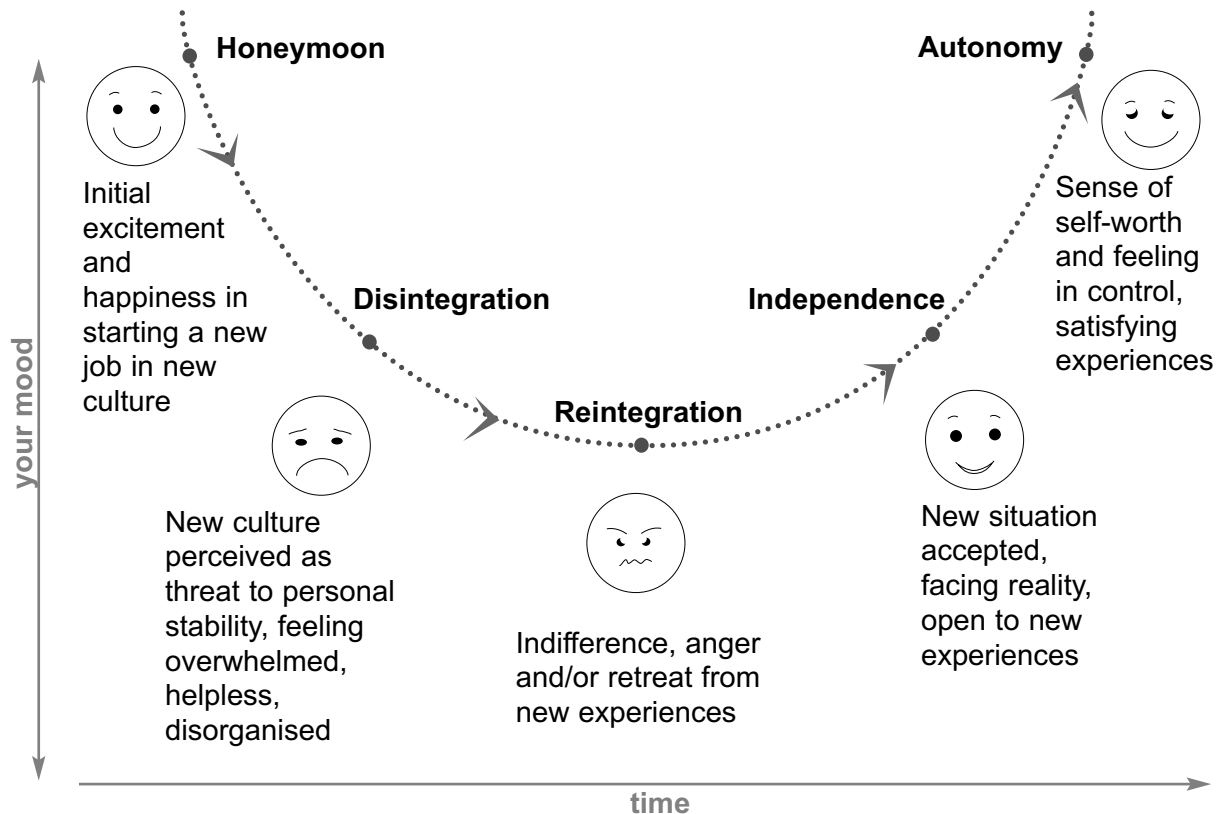 Honeymoon
Initial
excitement
and
happiness in
starting a new
job in new
culture
Disintegration
New culture
perceived as
threat to personal
stability, feeling
overwhelmed,
helpless,
disorganised
Reintegration
Indifference, anger
and/or retreat from
new experiences
Independence
New situation
accepted,
facing reality,
open to new
experiences
Autonomy
Sense of
self-worth
and feeling
in control,
satisfying
experiences
your mood
time